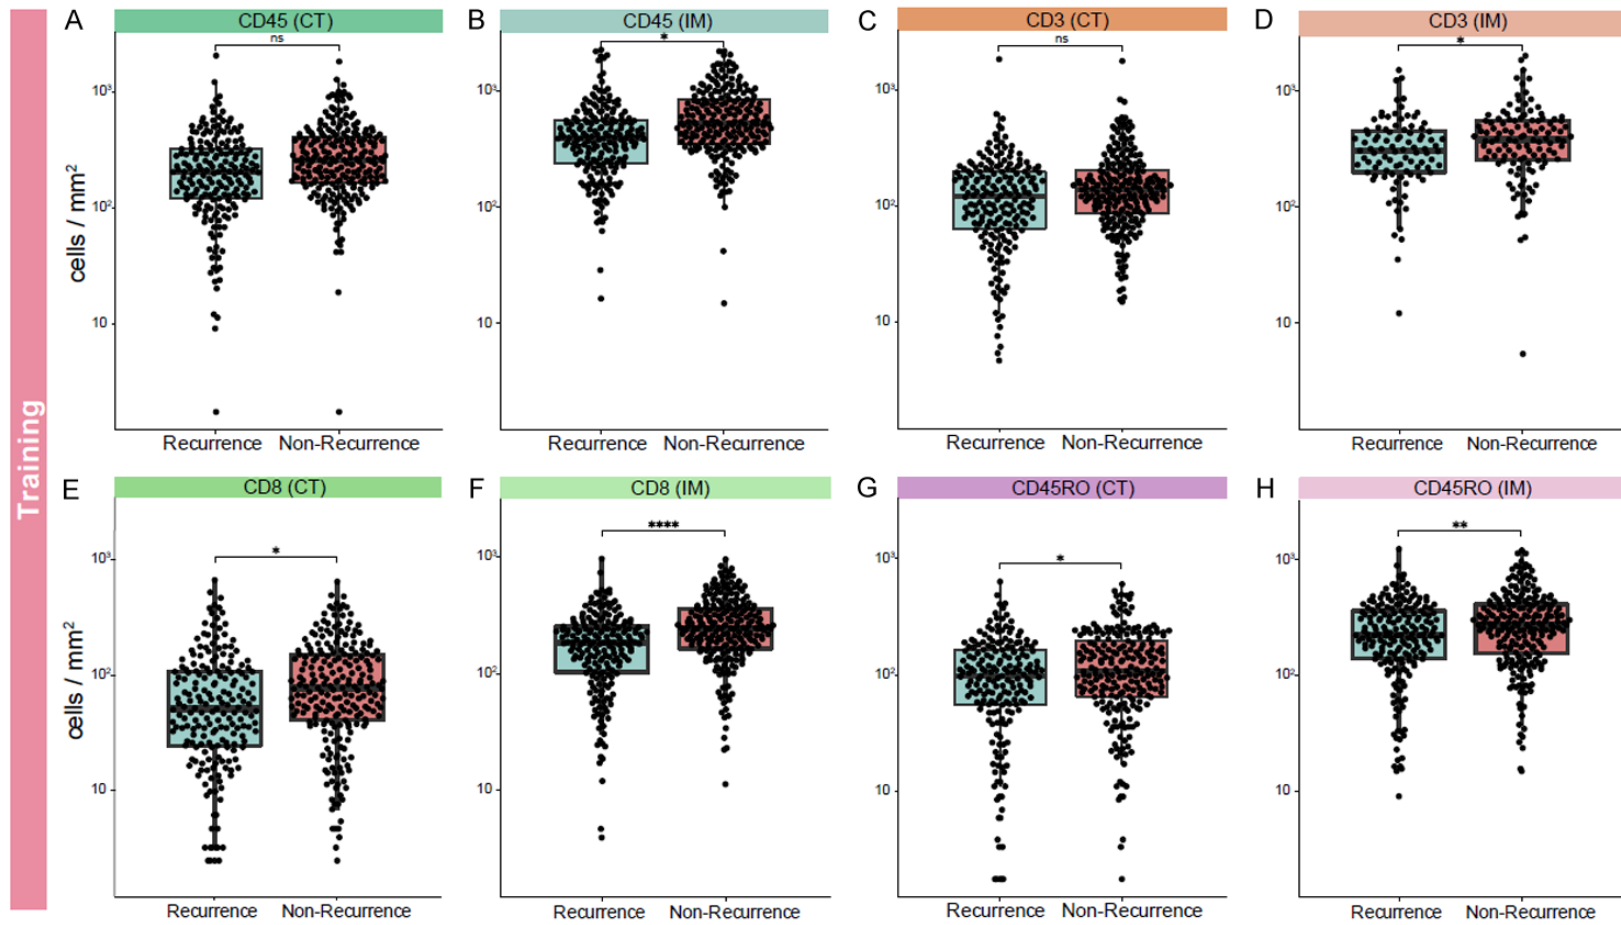 Training
A
CD45 (CT)
ns
cells / mm²
10³
10²
10
Recurrence
Non-Recurrence
B
CD45 (IM)
*
10³
10²
10
Recurrence
Non-Recurrence
C
CD3 (CT)
ns
10³
10²
10
Recurrence
Non-Recurrence
D
CD3 (IM)
*
10³
10²
10
Recurrence
Non-Recurrence
E
CD8 (CT)
*
cells / mm²
10³
10²
10
Recurrence
Non-Recurrence
F
CD8 (IM)
****
10³
10²
10
Recurrence
Non-Recurrence
G
CD45RO (CT)
*
10³
10²
10
Recurrence
Non-Recurrence
H
CD45RO (IM)
**
10³
10²
10
Recurrence
Non-Recurrence